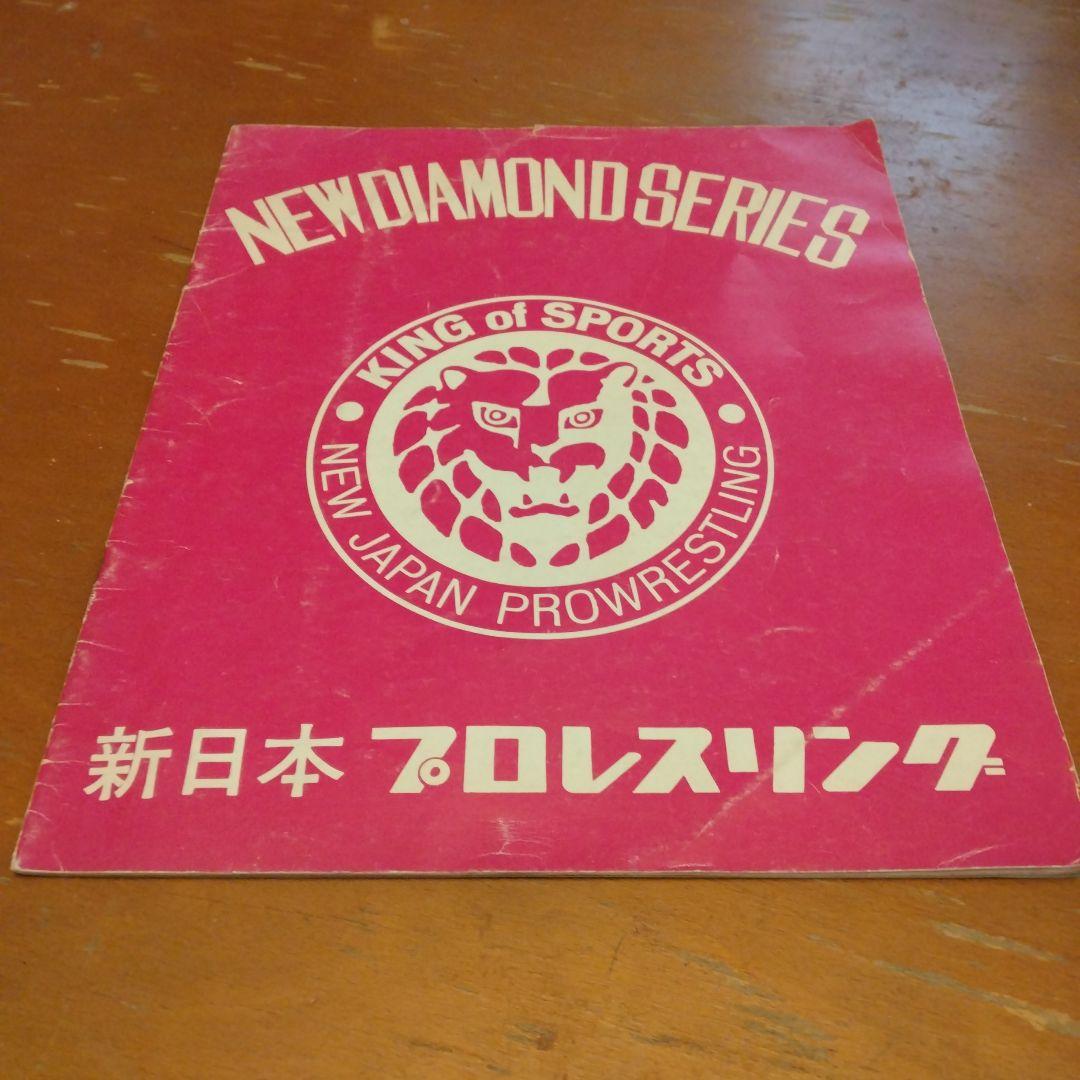 NEW DIAMOND SERIES
KING of SPORTS
NEW JAPAN PROWRESTLING
新日本プロレスリング